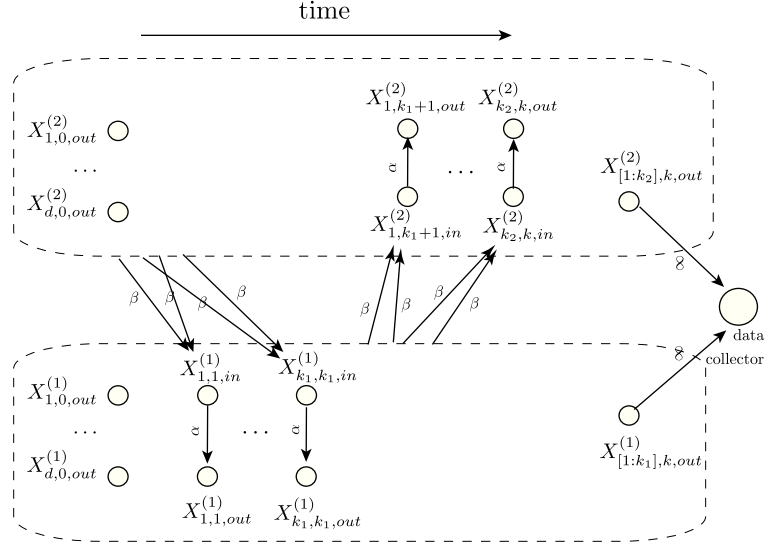 time
X^{(2)}_{1,k_1+1,out} X^{(2)}_{k_2,k,out}
X^{(2)}_{1,0,out}
α ... α
...
X^{(2)}_{[1:k_2],k,out}
X^{(2)}_{d,0,out}
X^{(2)}_{1,k_1+1,in} X^{(2)}_{k_2,k,in}
∞
β β β β β β β β
data
collector
∞
X^{(1)}_{1,1,in} X^{(1)}_{k_1,k_1,in}
X^{(1)}_{1,0,out}
... α ... α
X^{(1)}_{[1:k_1],k,out}
X^{(1)}_{d,0,out}
X^{(1)}_{1,1,out} X^{(1)}_{k_1,k_1,out}